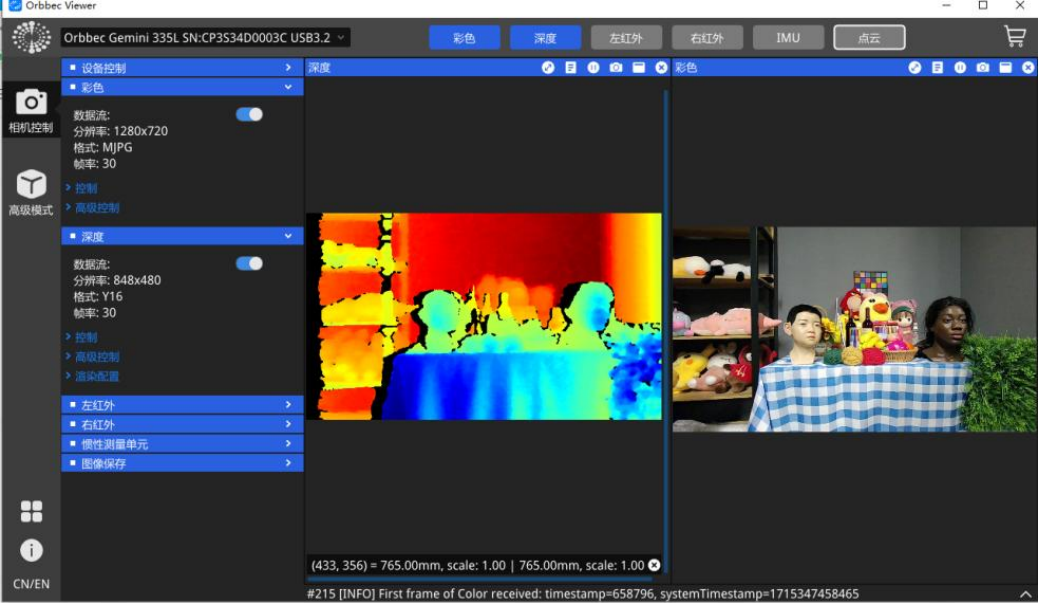 Orbbec Viewer
Orbbec Gemini 335L SN:CP3S34D0003C USB3.2
彩色
深度
左红外
右红外
IMU
点云
相机控制
高级模式
CN/EN
设备控制
彩色
数据流:
分辨率: 1280x720
格式: MJPG
帧率: 30
控制
高级控制
深度
数据流:
分辨率: 848x480
格式: Y16
帧率: 30
控制
高级控制
渲染配置
左红外
右红外
惯性测量单元
图像保存
深度
彩色
(433, 356) = 765.00mm, scale: 1.00 | 765.00mm, scale: 1.00
#215 [INFO] First frame of Color received: timestamp=658796, systemTimestamp=1715347458465